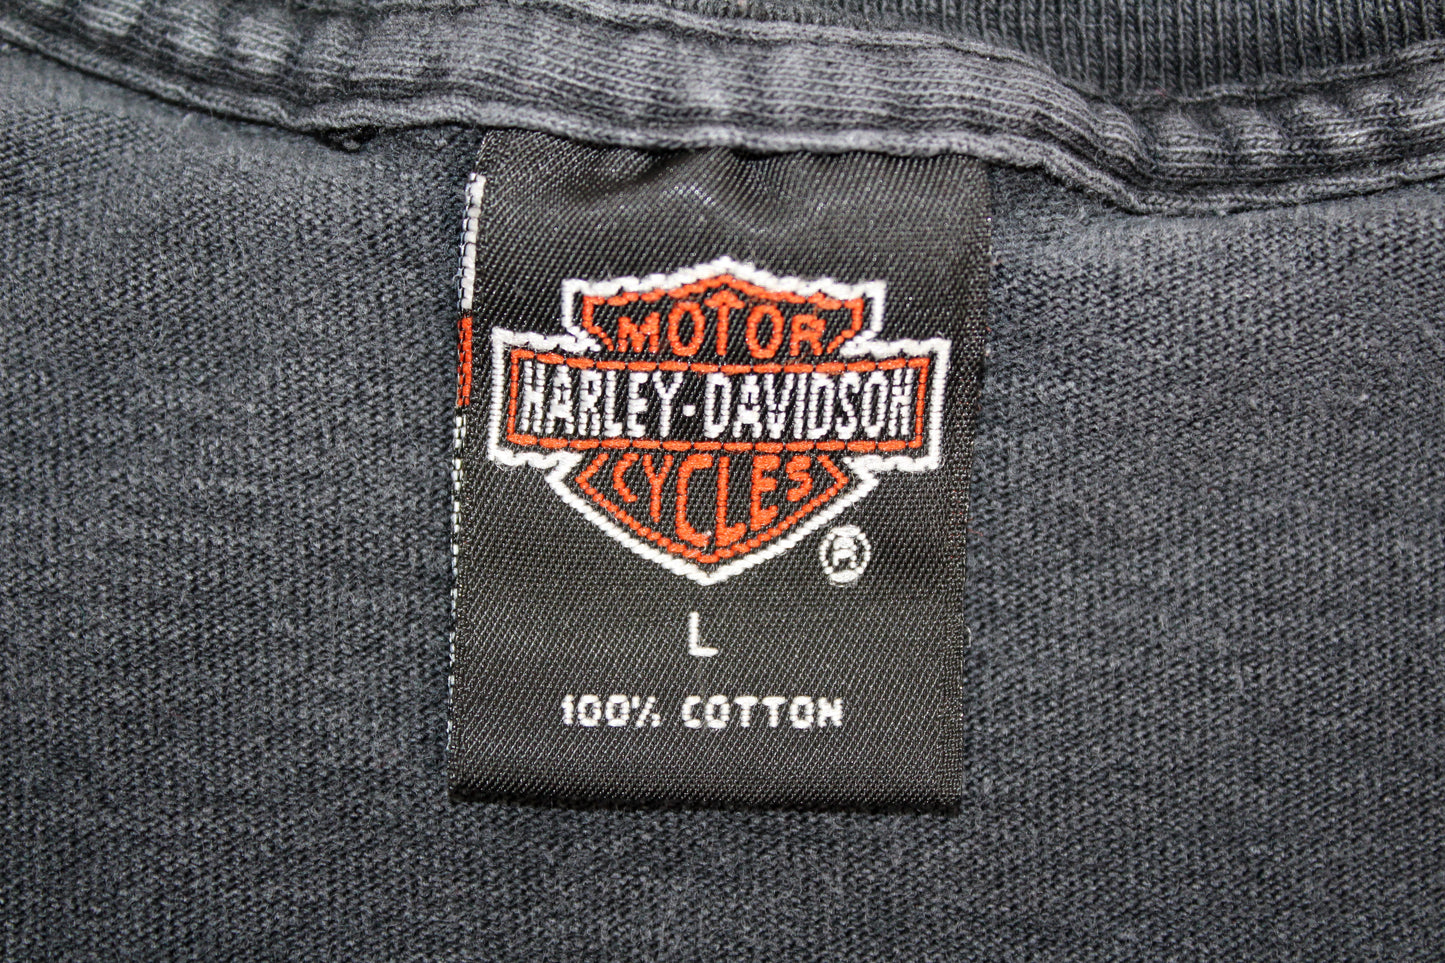 MOTOR
HARLEY-DAVIDSON
CYCLES
®
L
100% COTTON